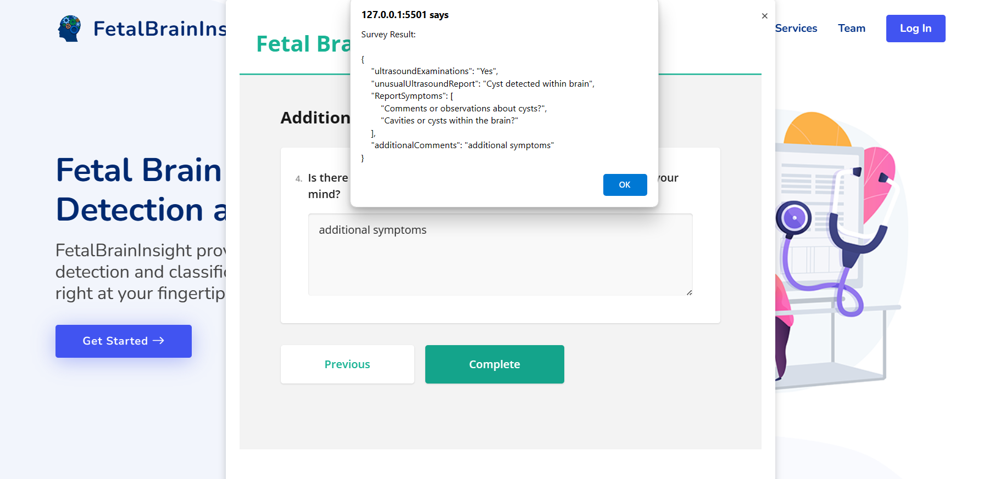 FetalBrainIns
Services
Team
Log In
×
127.0.0.1:5501 says
Survey Result:
{
"ultrasoundExaminations": "Yes",
"unusualUltrasoundReport": "Cyst detected within brain",
"ReportSymptoms": [
"Comments or observations about cysts?",
"Cavities or cysts within the brain?"
],
"additionalComments": "additional symptoms"
}
OK
Fetal Bra
Addition
4. Is there your
mind?
additional symptoms
Previous
Complete
Fetal Brain
Detection a
FetalBrainInsight prov
detection and classific
right at your fingertip
Get Started →